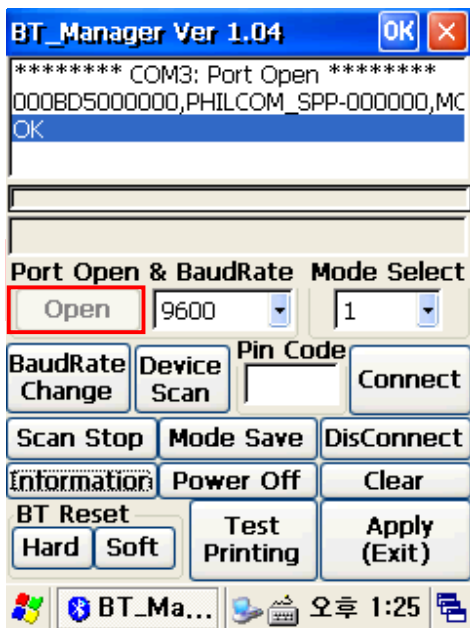 BT_Manager Ver 1.04 OK
******** COM3: Port Open ********
000BD5000000,PHILCOM_SPP-000000,MC
OK
Port Open & BaudRate Mode Select
Open 9600 1
BaudRate Change
Device Scan
Pin Code
Connect
Scan Stop Mode Save DisConnect
Information Power Off Clear
BT Reset
Hard Soft
Test Printing
Apply (Exit)
BT_Ma... 오후 1:25